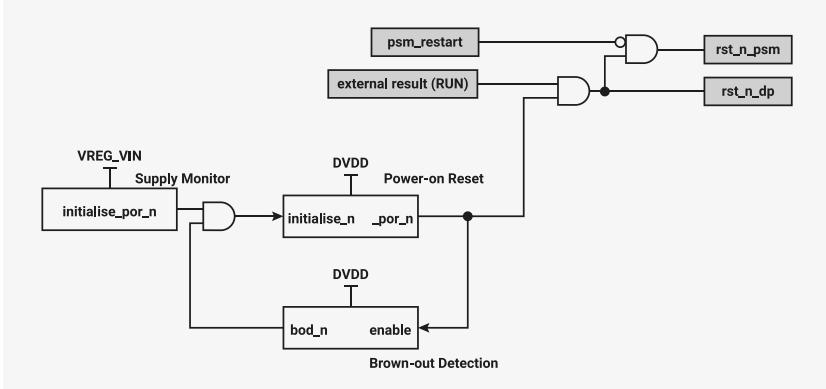 psm_restart
rst_n_psm
external result (RUN)
rst_n_dp
VREG_VIN
Supply Monitor
DVDD
Power-on Reset
initialise_por_n
initialise_n
_por_n
DVDD
bod_n
enable
Brown-out Detection